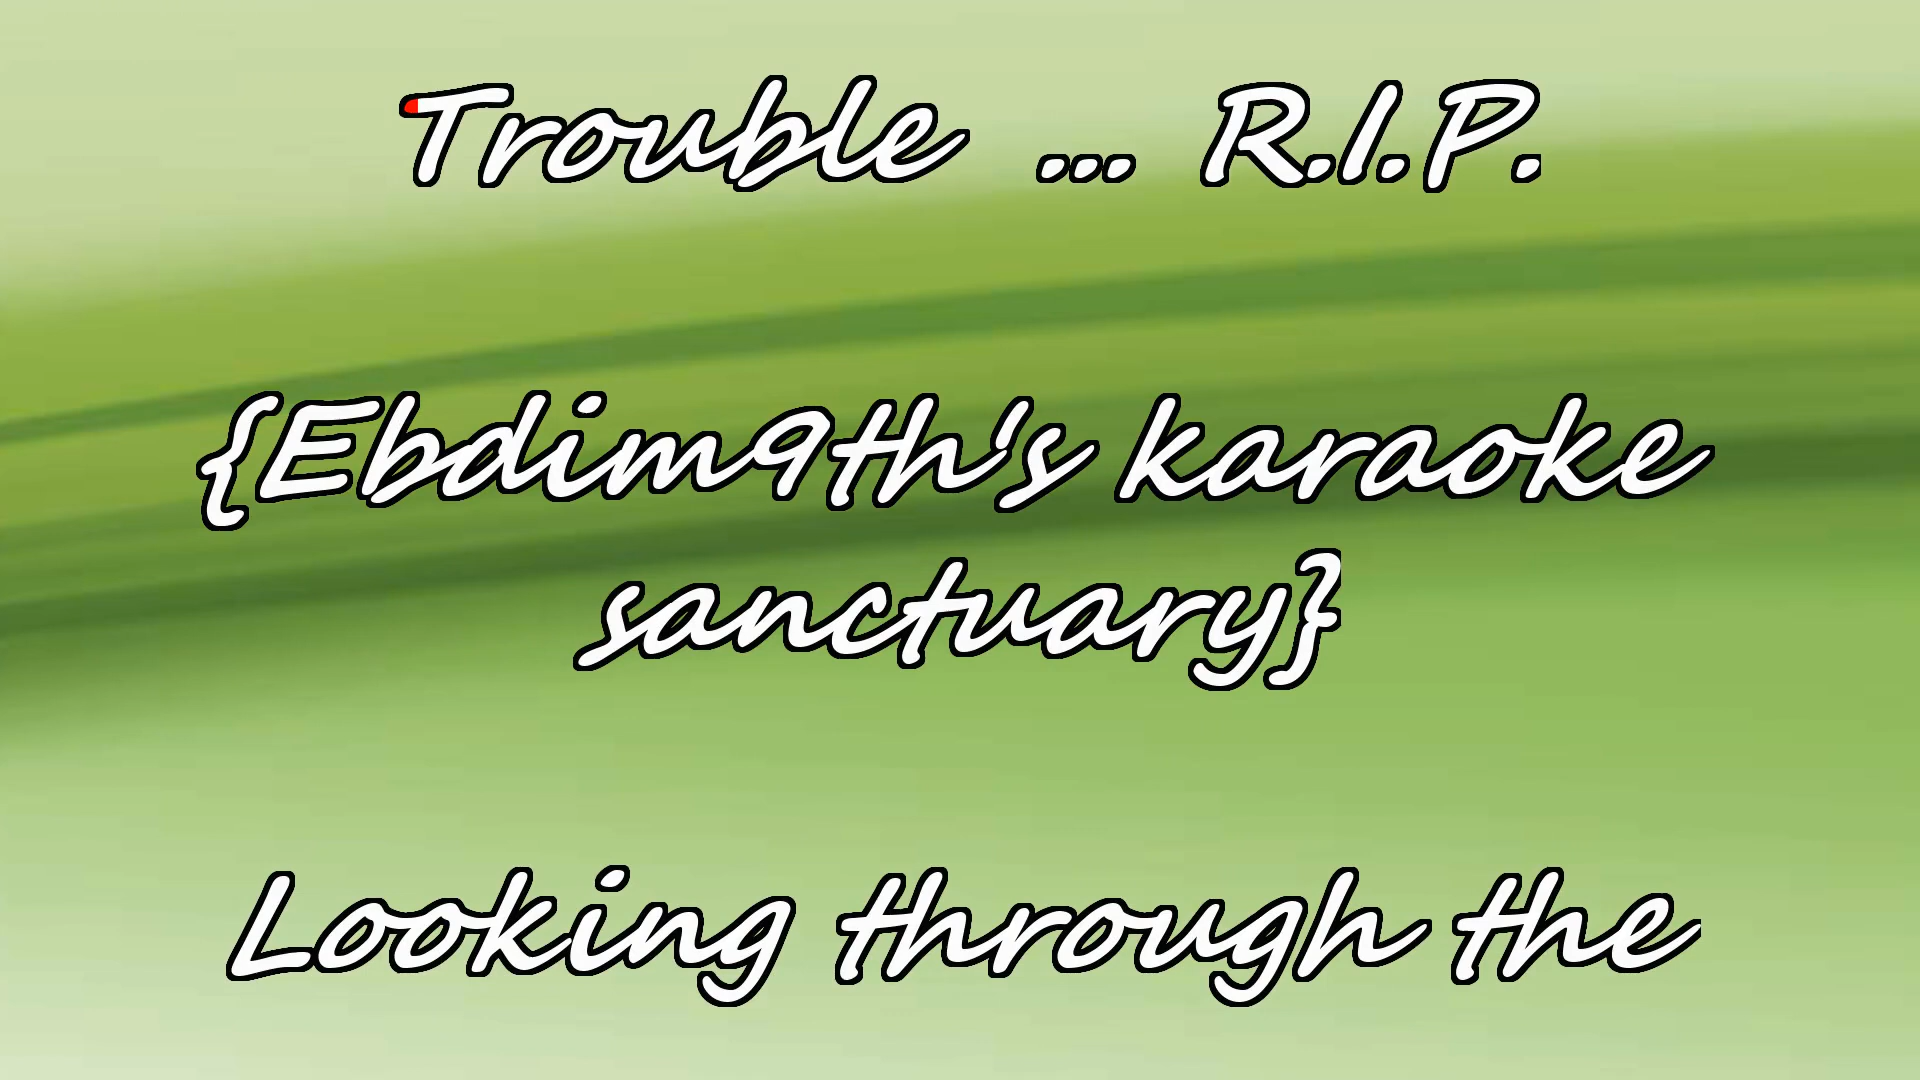 Trouble ... R.I.P.
{Ebdim9th's karaoke
sanctuary}
Looking through the